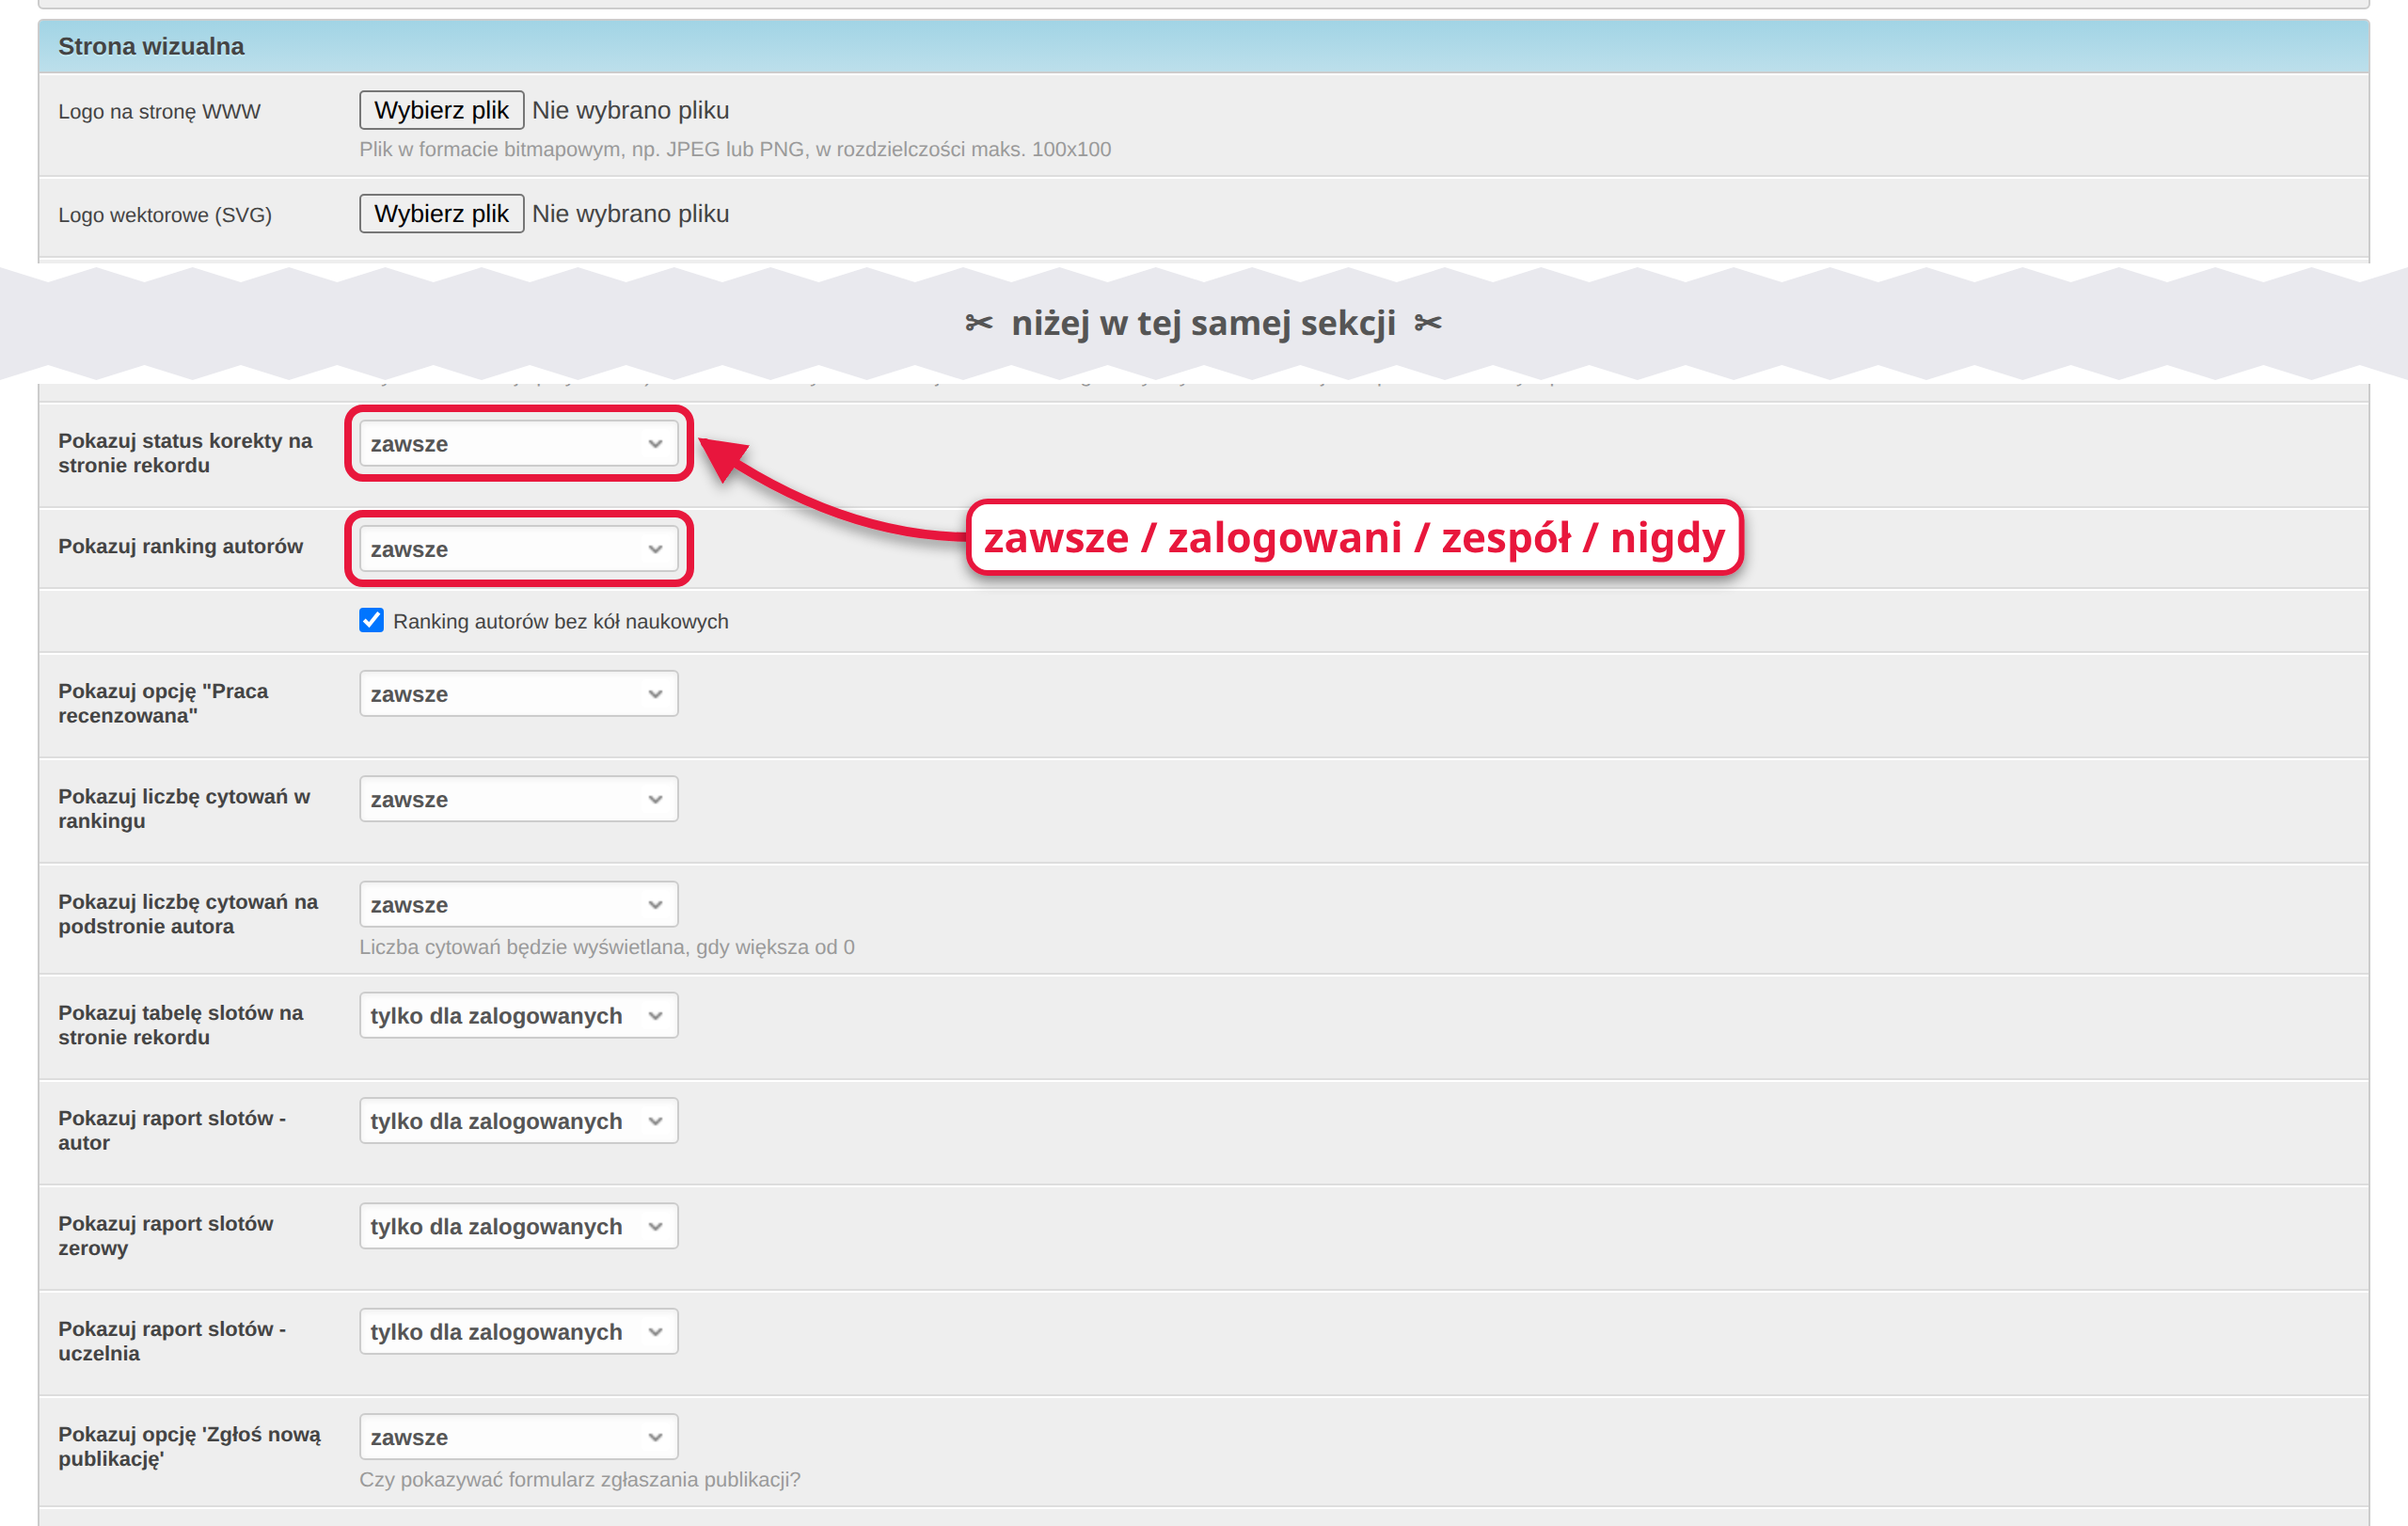 Strona wizualna
Logo na stronę WWW
Wybierz plik Nie wybrano pliku
Plik w formacie bitmapowym, np. JPEG lub PNG, w rozdzielczości maks. 100x100
Logo wektorowe (SVG)
Wybierz plik Nie wybrano pliku
✂ niżej w tej samej sekcji ✂
Pokazuj status korekty na
stronie rekordu
zawsze
zawsze / zalogowani / zespół / nigdy
Pokazuj ranking autorów
zawsze
Ranking autorów bez kół naukowych
Pokazuj opcję "Praca
recenzowana"
zawsze
Pokazuj liczbę cytowań w
rankingu
zawsze
Pokazuj liczbę cytowań na
podstronie autora
zawsze
Liczba cytowań będzie wyświetlana, gdy większa od 0
Pokazuj tabelę slotów na
stronie rekordu
tylko dla zalogowanych
Pokazuj raport slotów -
autor
tylko dla zalogowanych
Pokazuj raport slotów
zerowy
tylko dla zalogowanych
Pokazuj raport slotów -
uczelnia
tylko dla zalogowanych
Pokazuj opcję 'Zgłoś nową
publikację'
zawsze
Czy pokazywać formularz zgłaszania publikacji?